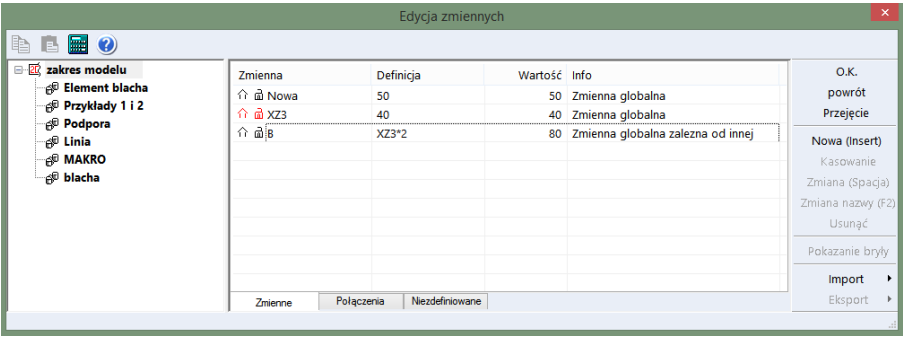 Edycja zmiennych
zakres modelu
Element blacha
Przykłady 1 i 2
Podpora
Linia
MAKRO
blacha
Zmienna Definicja Wartość Info
Nowa 50 50 Zmienna globalna
XZ3 40 40 Zmienna globalna
B XZ3*2 80 Zmienna globalna zalezna od innej
Zmienne Połączenia Niezdefiniowane
O.K.
powrót
Przejęcie
Nowa (Insert)
Kasowanie
Zmiana (Spacja)
Zmiana nazwy (F2)
Usunąć
Pokazanie bryły
Import
Eksport